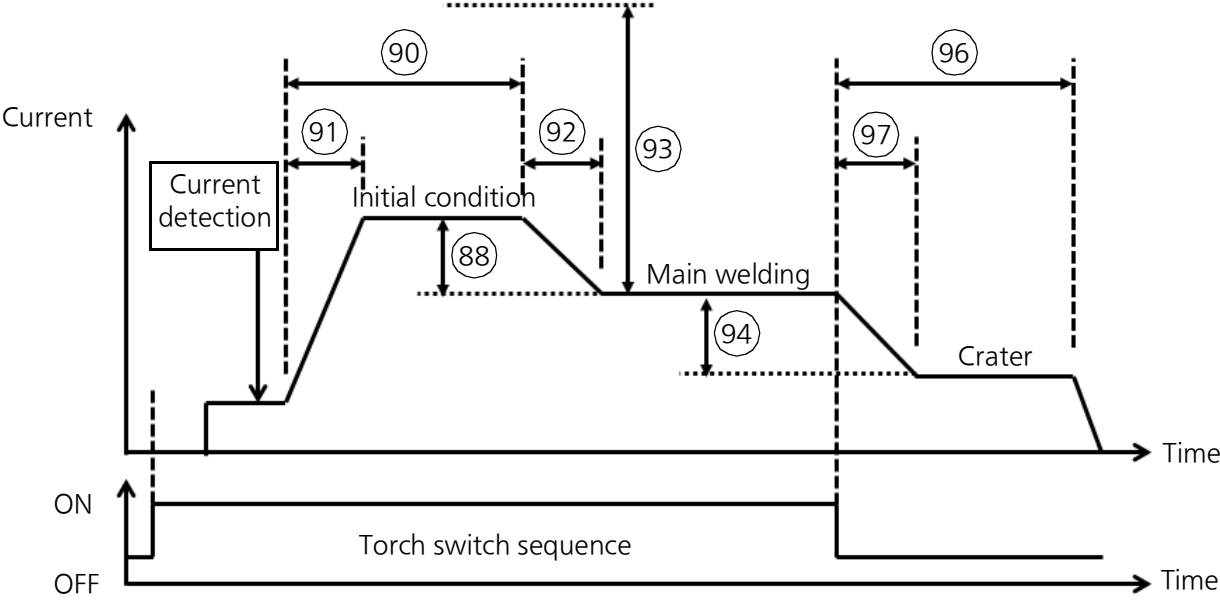 90
96
Current
91
92
93
97
Current
detection
Initial condition
88
Main welding
94
Crater
Time
ON
Torch switch sequence
OFF
Time